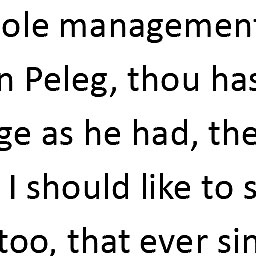 ole management
n Peleg, thou has
ge as he had, the
I should like to s
too, that ever sin